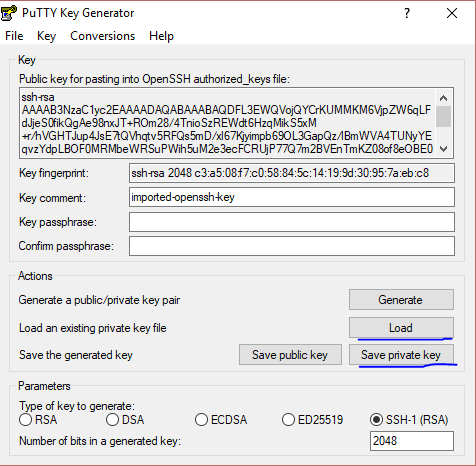 PuTTY Key Generator
File Key Conversions Help
Key
Public key for pasting into OpenSSH authorized_keys file:
ssh-rsa
AAAAB3NzaC1yc2EAAAADAQABAAABAQDFL3EWQVojQYCrKUMMKM6VjpZW6qLF
dJjeS0fikQgAe98nxJT+ROm28/4TnioSzREWdt6HzqMikS5xM
+r/hVGHTJup4JsE7tQVhqtv5RFQs5mD/xl67Kyjimpb69OL3GapQz/lBmWVA4TUNyYE
qvzYdpLBOF0MRMbeWRSuPWih5uM2e3ecFCRUjP77Q7m2BVEnTmKZ08of8eOBE0
Key fingerprint: ssh-rsa 2048 c3:a5:08:f7:c0:58:84:5c:14:19:9d:30:95:7a:eb:c8
Key comment: imported-openssh-key
Key passphrase:
Confirm passphrase:
Actions
Generate a public/private key pair Generate
Load an existing private key file Load
Save the generated key Save public key Save private key
Parameters
Type of key to generate:
RSA DSA ECDSA ED25519 SSH-1 (RSA)
Number of bits in a generated key: 2048